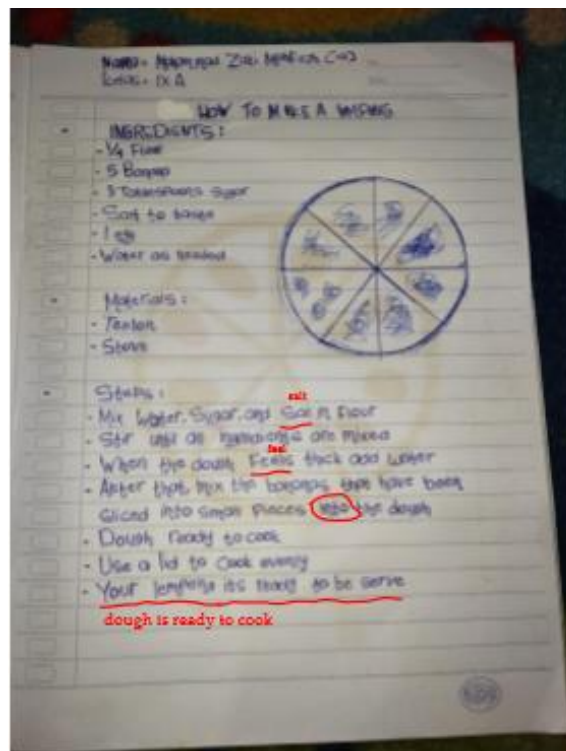 HOW TO MAKE A
INGREDIENTS:
- 1/4 Flour
- 5 Banana
- 3 Tablespoons Sugar
- Salt to taste
- 1 egg
- Water as needed
Materials:
- Teflon
- Stove
Steps:
salt
- Mix Water, Sugar, and Sal in Flour
- Stir until all are mixed
feel
- When the dough Feels thick add water
- After that, mix the bananas that have been
sliced into small pieces into the dough
- Dough ready to cook
- Use a lid to cook evenly
- Your its ready to be serve
dough is ready to cook